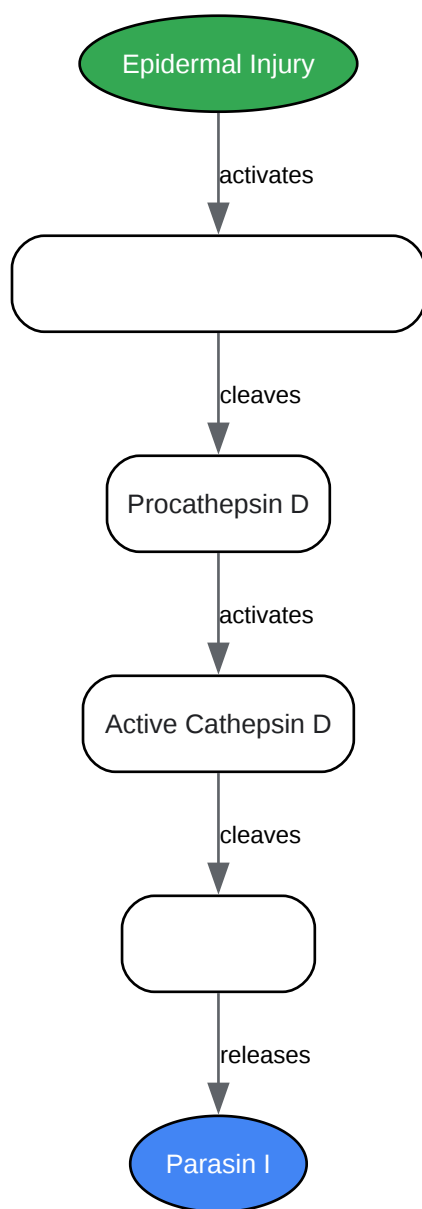 Epidermal Injury
activates
cleaves
Procathepsin D
activates
Active Cathepsin D
cleaves
releases
Parasin I